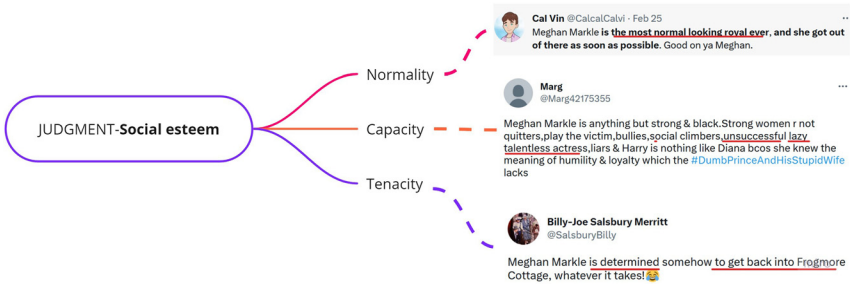 JUDGMENT-Social esteem
Normality
Capacity
Tenacity
Cal Vin @CalcalCalvi · Feb 25
Meghan Markle is the most normal looking royal ever, and she got out
of there as soon as possible. Good on ya Meghan.
Marg
@Marg42175355
Meghan Markle is anything but strong & black.Strong women r not
quitters,play the victim,bullies,social climbers,unsuccessful lazy
talentless actress,liars & Harry is nothing like Diana bcos she knew the
meaning of humility & loyalty which the #DumbPrinceAndHisStupidWife
lacks
Billy-Joe Salsbury Merritt
@SalsburyBilly
Meghan Markle is determined somehow to get back into Frogmore
Cottage, whatever it takes!😂